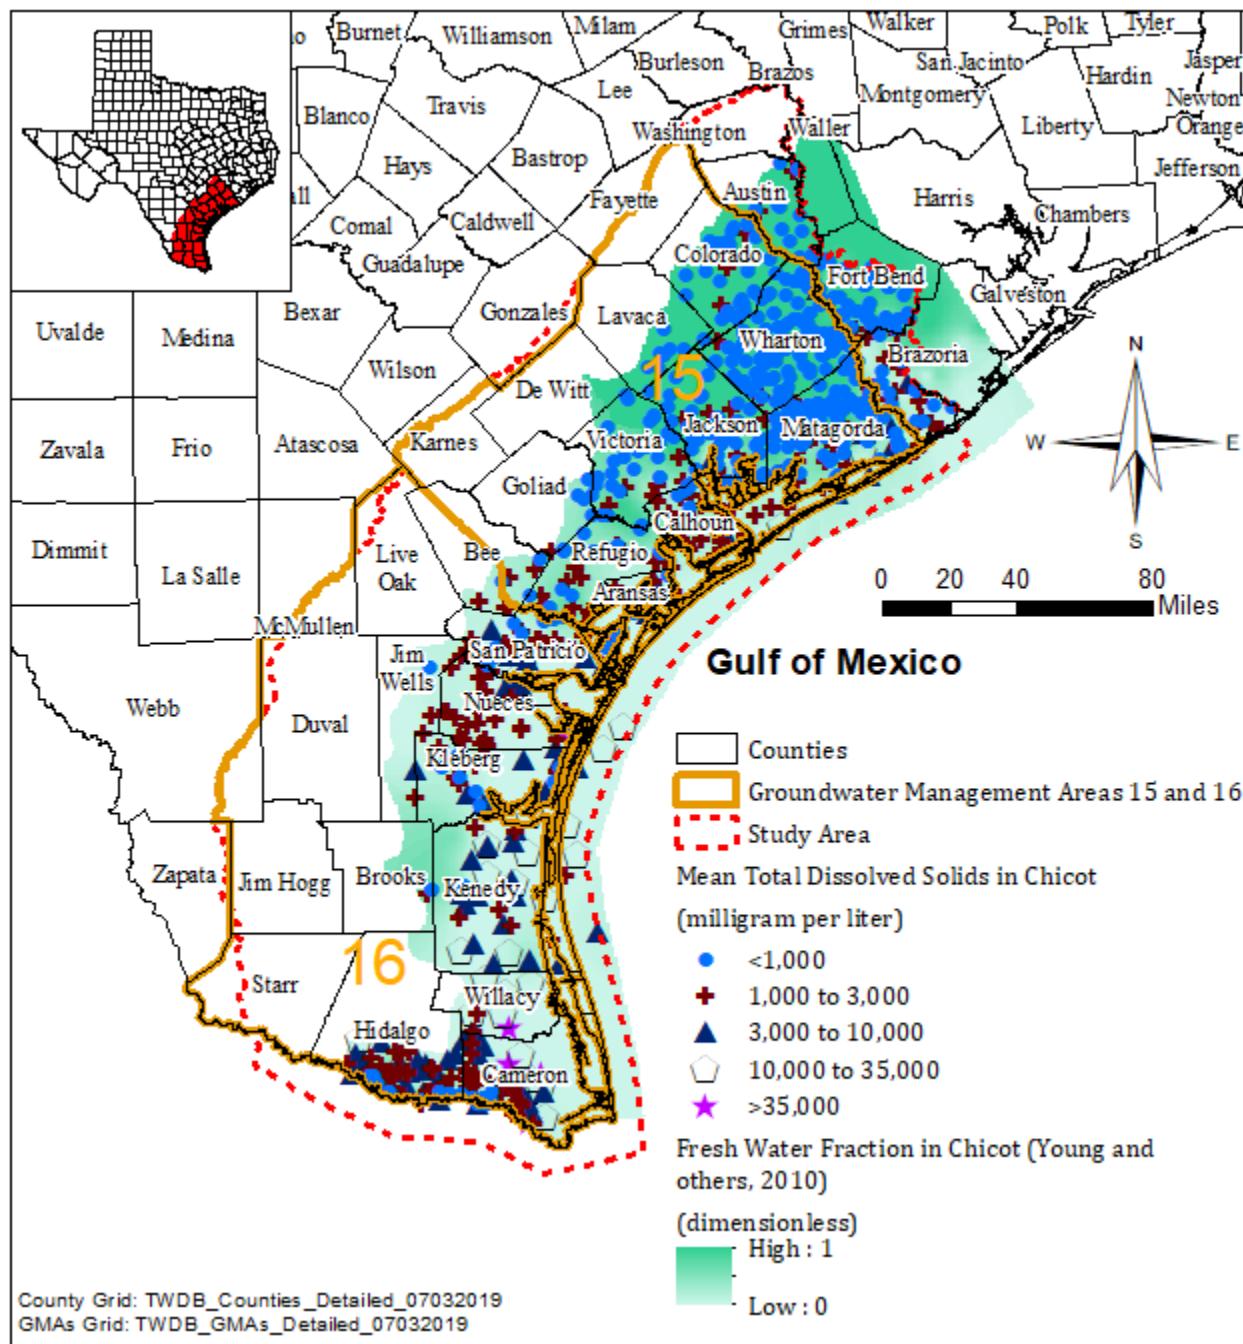 o
Burnet
Williamson
Milam
Grimes
Walker
Polk
Tyler
Burleson
San Jacinto
Jasper
Brazos
Hardin
Blanco
Travis
Lee
Montgomery
Newton
Washington
Waller
Liberty
Orange
Hays
Bastrop
Jefferson
all
Fayette
Austin
Harris
Comal
Caldwell
Chambers
Colorado
Guadalupe
Fort Bend
Galveston
Bexar
Gonzales
Lavaca
Uvalde
Medina
Wharton
Brazoria
Wilson
15
De Witt
N
Zavala
Frio
Atascosa
Karnes
Victoria
Jackson
Matagorda
W
E
Goliad
Calhoun
S
Dimmit
La Salle
Live
Oak
Bee
Refugio
Aransas
0 20 40 80 Miles
McMullen
San Patricio
Jim
Wells
Gulf of Mexico
Webb
Duval
Nueces
Kleberg
Counties
Groundwater Management Areas 15 and 16
Study Area
Zapata
Jim Hogg
Brooks
Kenedy
Mean Total Dissolved Solids in Chicot
(milligram per liter)
16
Starr
Willacy
Hidalgo
Cameron
<1,000
1,000 to 3,000
3,000 to 10,000
10,000 to 35,000
>35,000
Fresh Water Fraction in Chicot (Young and
others, 2010)
(dimensionless)
High : 1
Low : 0
County Grid: TWDB_Counties_Detailed_07032019
GMAs Grid: TWDB_GMAs_Detailed_07032019